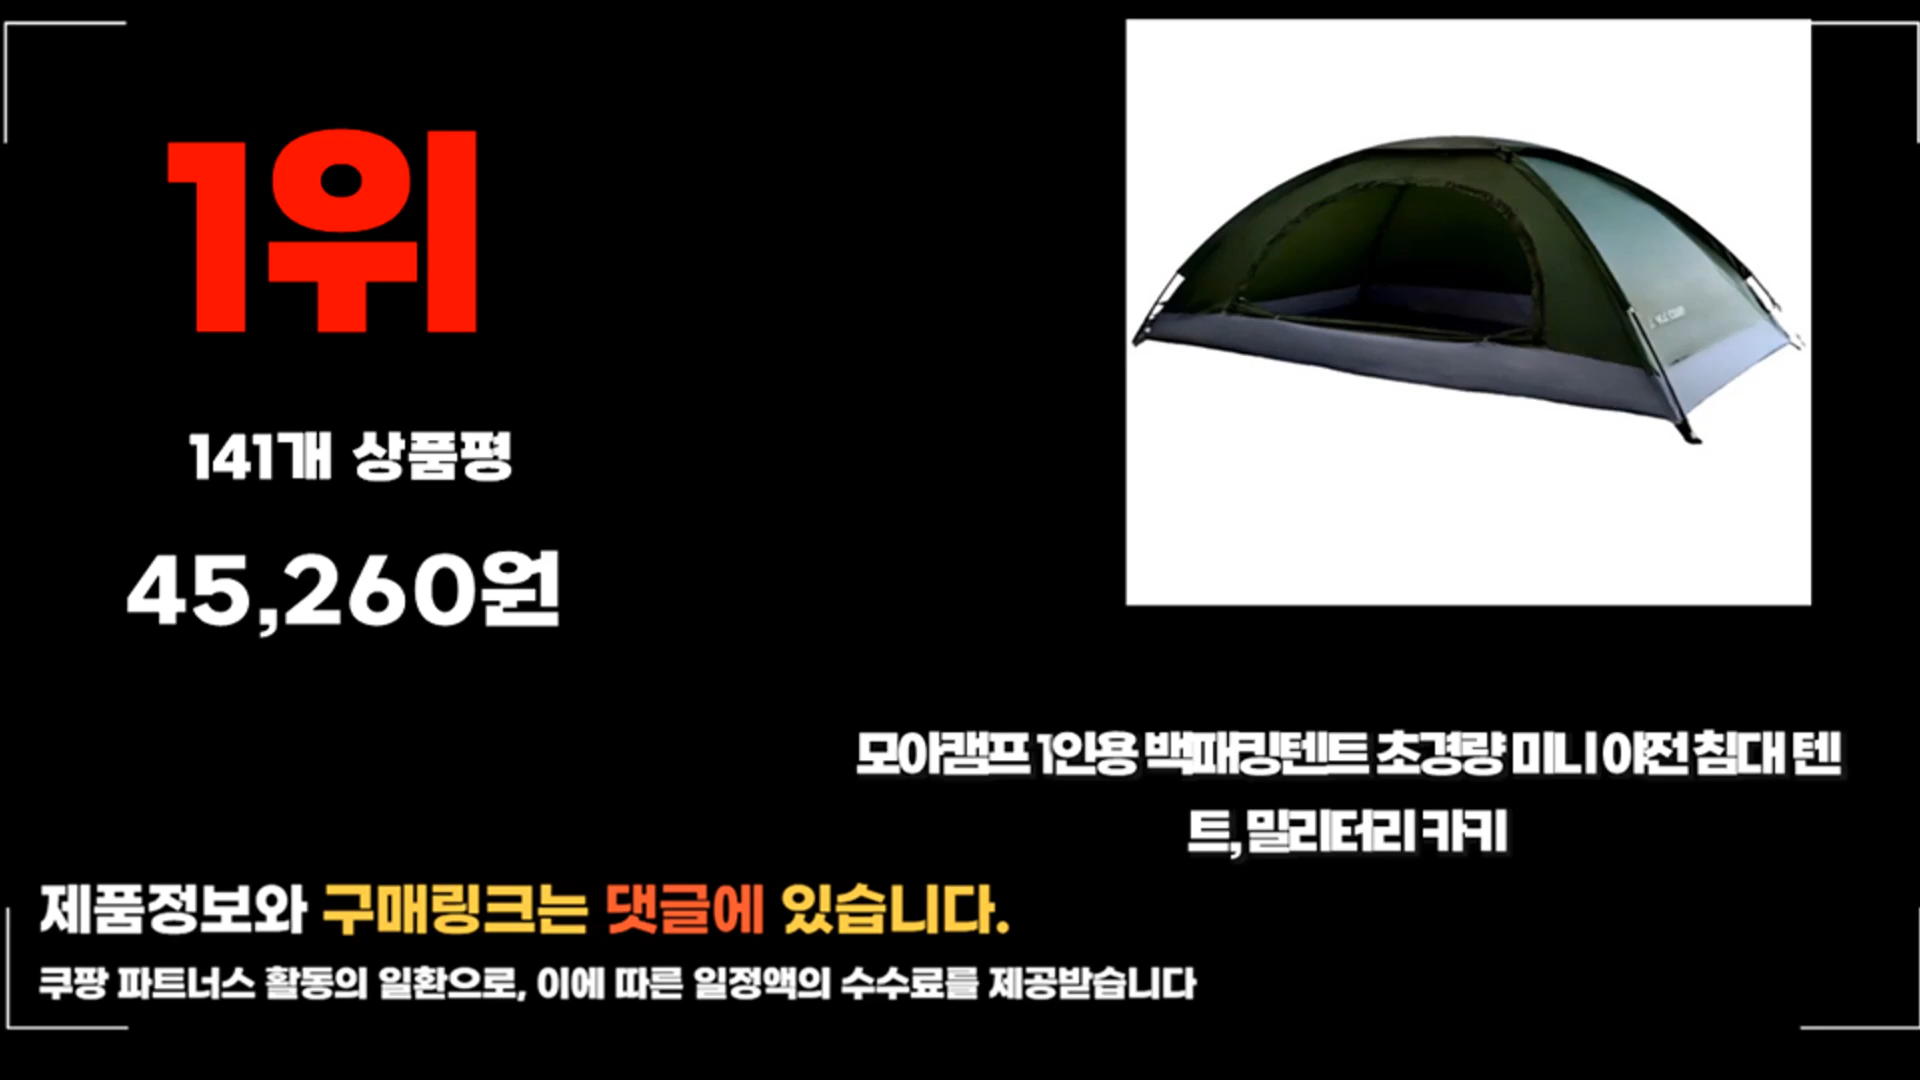 1위
141개 상품평
45,260원
모아캠프 1인용 백패킹텐트 초경량 미니 야전 침대 텐
트, 밀리터리 카키
제품정보와 구매링크는 댓글에 있습니다.
쿠팡 파트너스 활동의 일환으로, 이에 따른 일정액의 수수료를 제공받습니다